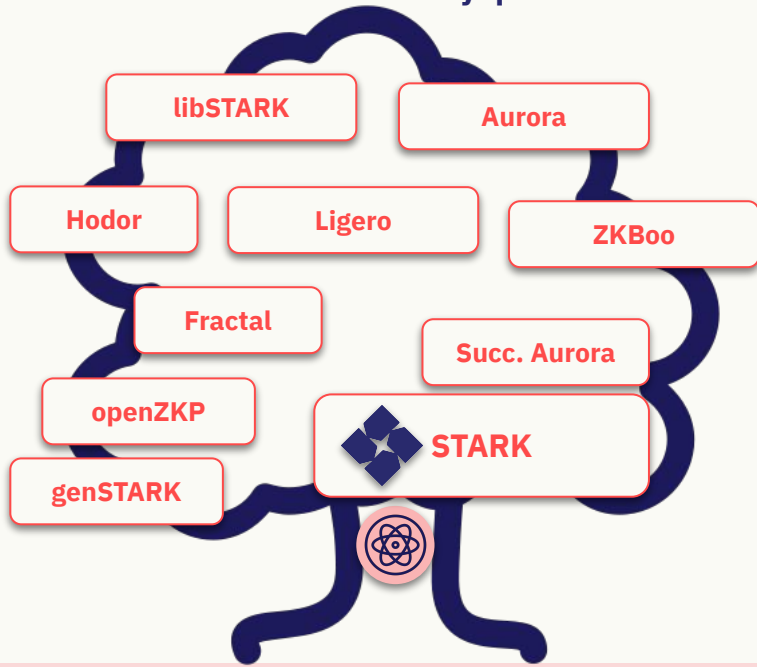 libSTARK
Aurora
Hodor
Ligero
ZKBoo
Fractal
Succ. Aurora
openZKP
STARK
genSTARK